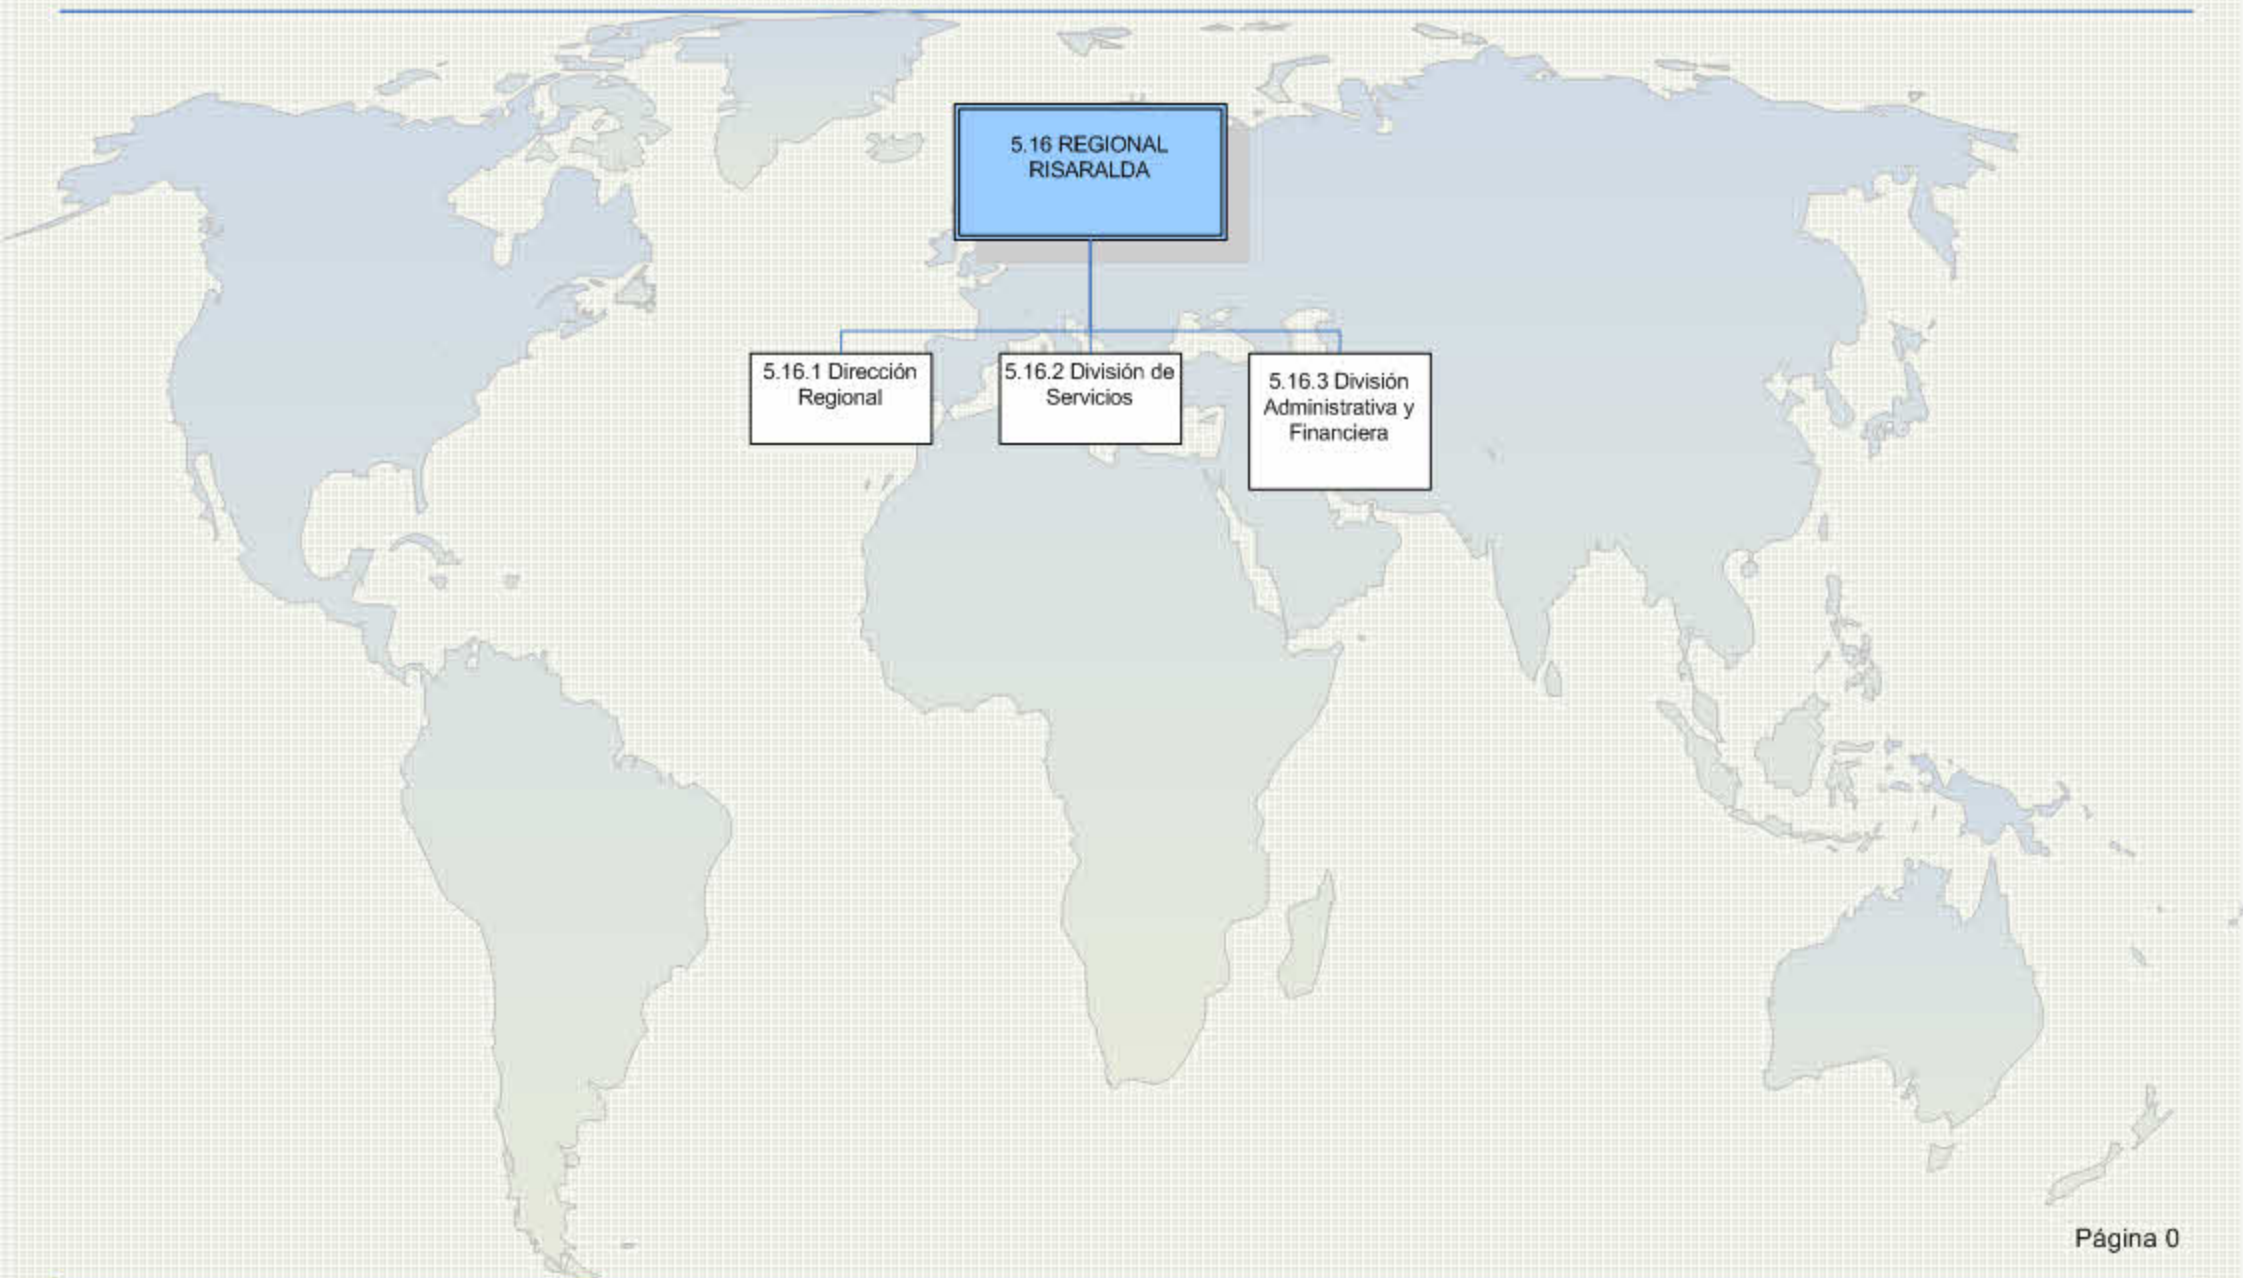 5.16 REGIONAL
RISARALDA
5.16.1 Dirección
Regional
5.16.2 División de
Servicios
5.16.3 División
Administrativa y
Financiera
Página 0